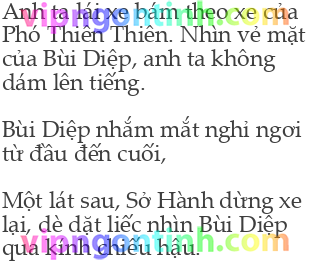 Anh ta lái xe bám theo xe của
vipngontinh.com
Phó Thiên Thiên. Nhìn vẻ mặt
của Bùi Diệp, anh ta không
dám lên tiếng.
Bùi Diệp nhắm mắt nghỉ ngơi
từ đầu đến cuối,
Một lát sau, Sở Hành dừng xe
lại, dè dặt liếc nhìn Bùi Diệp
vipngontinh.com
qua kính chiếu hậu.